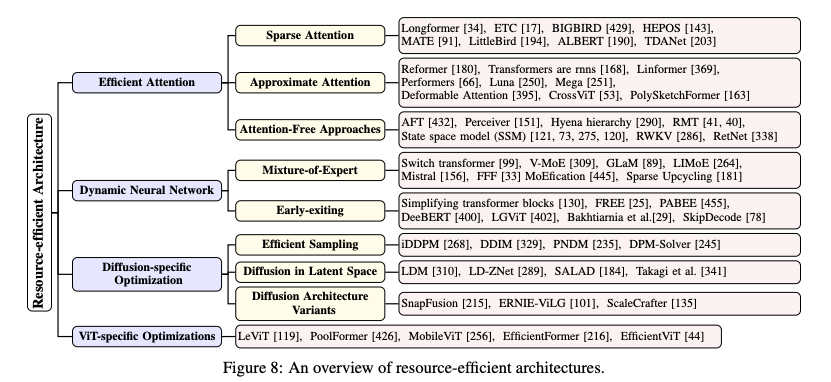 Resource-efficient Architecture
Efficient Attention
Sparse Attention
Longformer [34], ETC [17], BIGBIRD [429], HEPOS [143],
MATE [91], LittleBird [194], ALBERT [190], TDANet [203]
Approximate Attention
Reformer [180], Transformers are rnns [168], Linformer [369],
Performers [66], Luna [250], Mega [251],
Deformable Attention [395], CrossViT [53], PolySketchFormer [163]
Attention-Free Approaches
AFT [432], Perceiver [151], Hyena hierarchy [290], RMT [41, 40],
State space model (SSM) [121, 73, 275, 120], RWKV [286], RetNet [338]
Dynamic Neural Network
Mixture-of-Expert
Switch transformer [99], V-MoE [309], GLaM [89], LIMoE [264],
Mistral [156], FFF [33] MoEfication [445], Sparse Upcycling [181]
Early-exiting
Simplifying transformer blocks [130], FREE [25], PABEE [455],
DeeBERT [400], LGViT [402], Bakhtiarnia et al.[29], SkipDecode [78]
Diffusion-specific
Optimization
Efficient Sampling
iDDPM [268], DDIM [329], PNDM [235], DPM-Solver [245]
Diffusion in Latent Space
LDM [310], LD-ZNet [289], SALAD [184], Takagi et al. [341]
Diffusion Architecture
Variants
SnapFusion [215], ERNIE-ViLG [101], ScaleCrafter [135]
ViT-specific Optimizations
LeViT [119], PoolFormer [426], MobileViT [256], EfficientFormer [216], EfficientViT [44]
Figure 8: An overview of resource-efficient architectures.